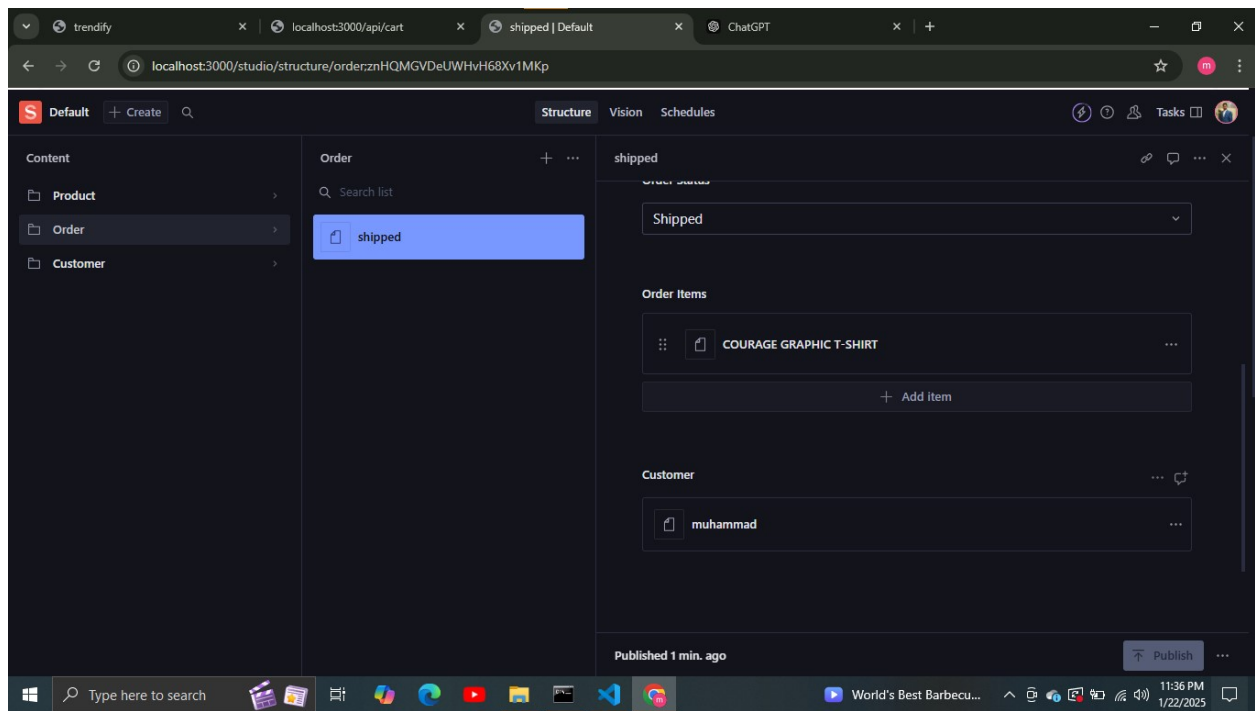 trendify
localhost:3000/api/cart
shipped | Default
ChatGPT
localhost:3000/studio/structure/order;znHQMGVDeUWHvH68Xv1MKp
m
S Default + Create
Structure Vision Schedules
Tasks
Content
Product
Order
Customer
Order
Search list
shipped
shipped
Order Status
Shipped
Order Items
COURAGE GRAPHIC T-SHIRT
+ Add item
Customer
muhammad
Published 1 min. ago
Publish
Type here to search
World's Best Barbecu...
11:36 PM
1/22/2025